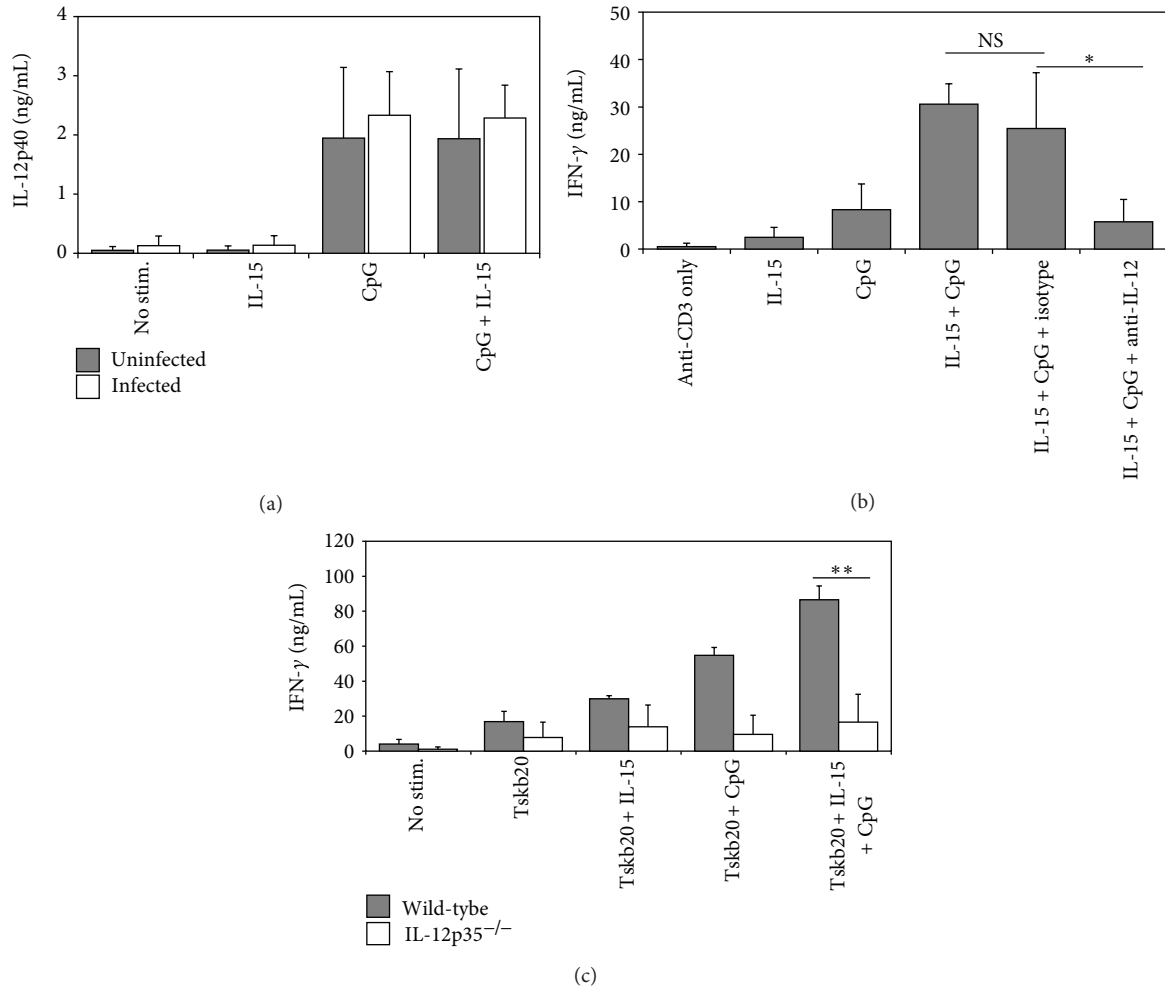 IL-12p40 (ng/mL)
4
3
2
1
0
No stim.
IL-15
CpG
CpG + IL-15
Uninfected
Infected
(a)
IFN-γ (ng/mL)
50
40
30
20
10
0
NS
*
Anti-CD3 only
IL-15
CpG
IL-15 + CpG
IL-15 + CpG + isotype
IL-15 + CpG + anti-IL-12
(b)
IFN-γ (ng/mL)
120
100
80
60
40
20
0
**
No stim.
Tskb20
Tskb20 + IL-15
Tskb20 + CpG
Tskb20 + IL-15
+ CpG
Wild-tybe
IL-12p35−/−
(c)